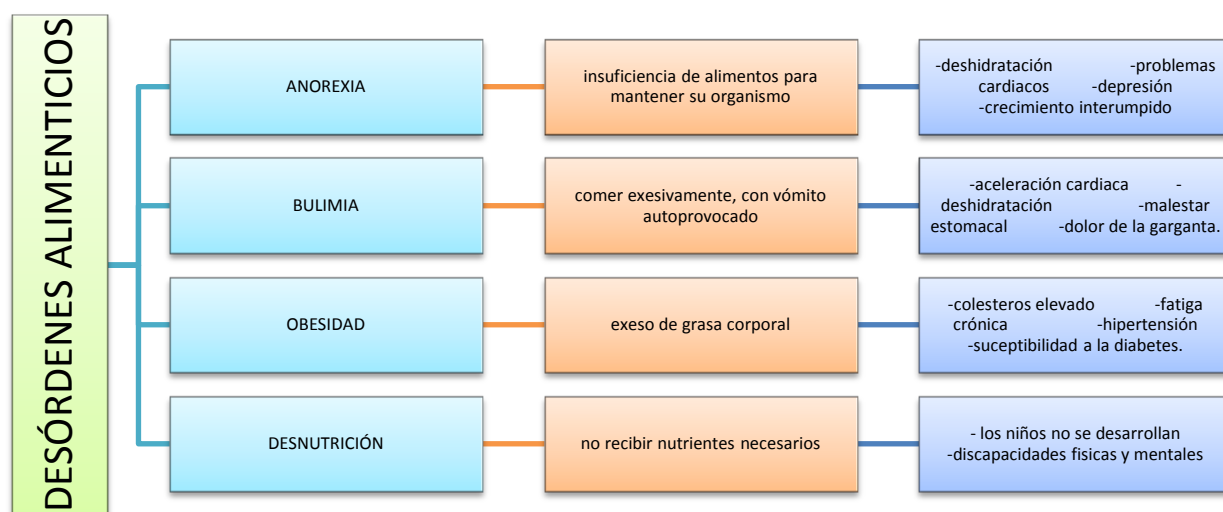 DESÓRDENES ALIMENTICIOS
ANOREXIA
insuficiencia de alimentos para
mantener su organismo
-deshidratación -problemas
cardiacos -depresión
-crecimiento interumpido
BULIMIA
comer exesivamente, con vómito
autoprovocado
-aceleración cardiaca -
deshidratación -malestar
estomacal -dolor de la garganta.
OBESIDAD
exeso de grasa corporal
-colesteros elevado -fatiga
crónica -hipertensión
-suceptibilidad a la diabetes.
DESNUTRICIÓN
no recibir nutrientes necesarios
- los niños no se desarrollan
-discapacidades fisicas y mentales